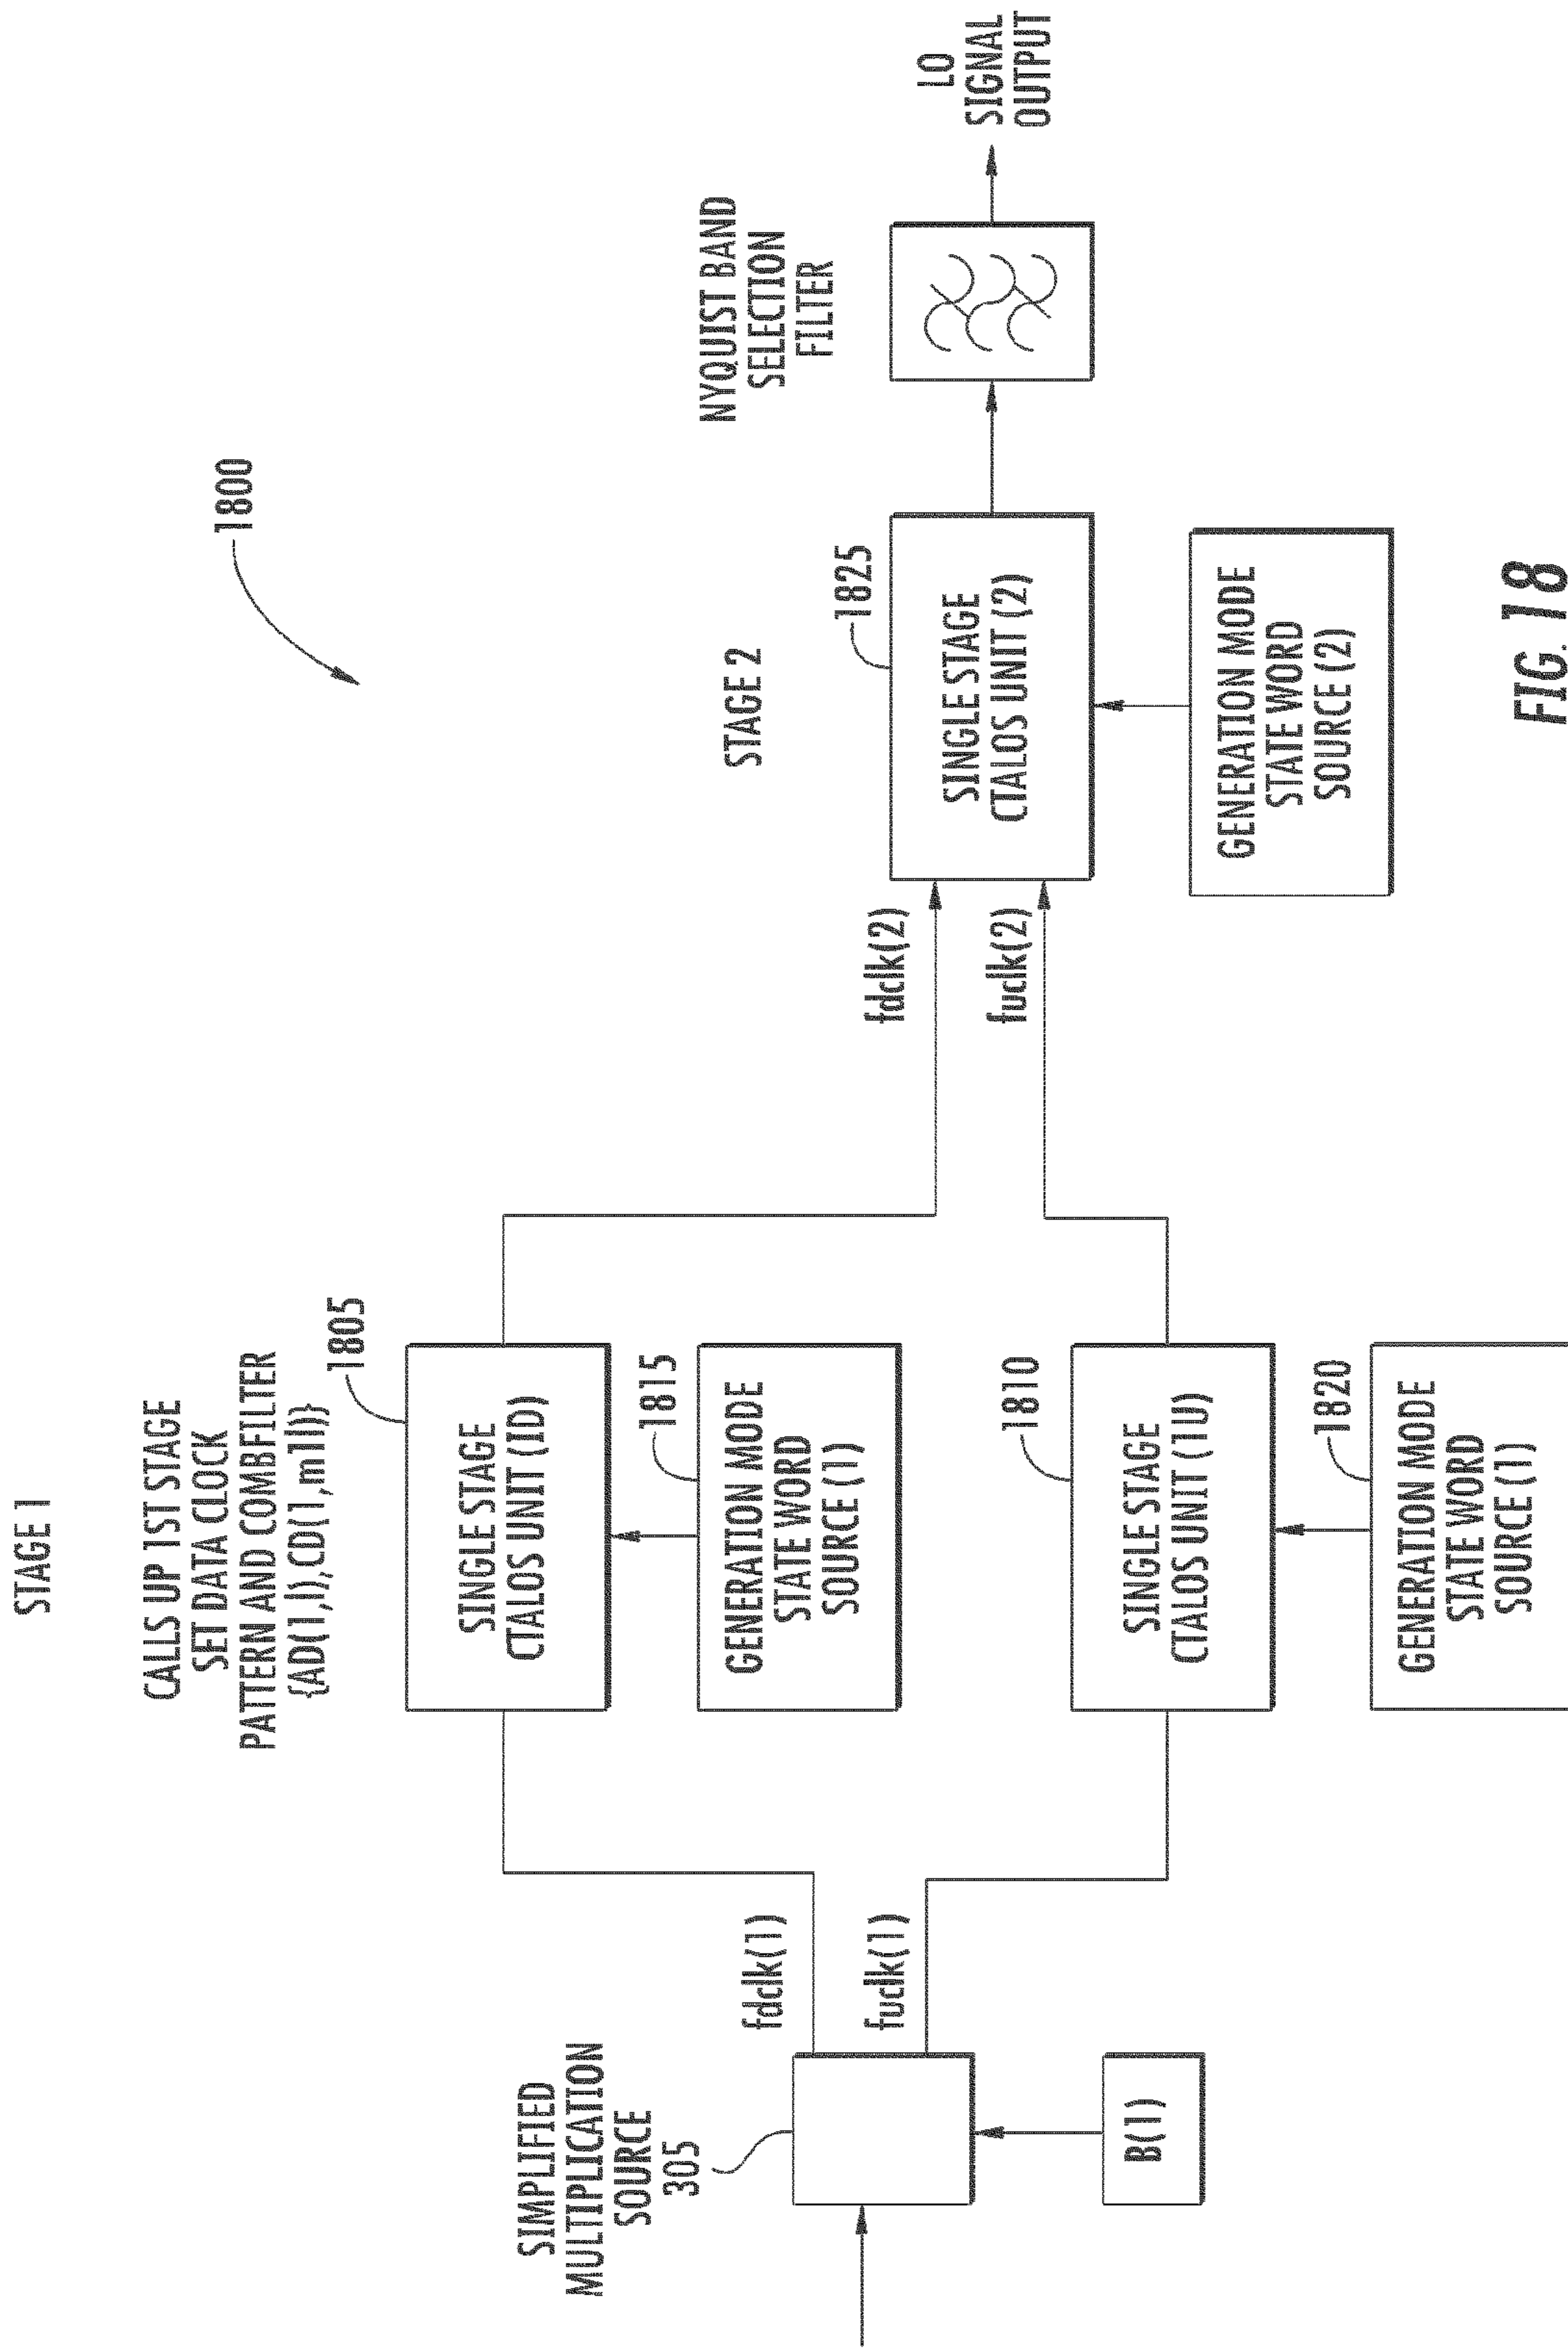 STAGE 1
CALLS UP 1ST STAGE
SET DATA CLOCK
PATTERN AND COMBFILTER
{AD(1,l),CD(1,m1l)}
1805
SINGLE STAGE
CTALOS UNIT (ID)
1815
GENERATION MODE
STATE WORD
SOURCE (1)
1810
SINGLE STAGE
CTALOS UNIT (1U)
1820
GENERATION MODE
STATE WORD
SOURCE (1)
SIMPLIFIED
MULTIPLICATION
SOURCE
305
fdclk(1)
fuclk(1)
B(1)
1800
STAGE 2
fdclk(2)
fuclk(2)
1825
SINGLE STAGE
CTALOS UNIT (2)
GENERATION MODE
STATE WORD
SOURCE (2)
NYQUIST BAND
SELECTION
FILTER
LO
SIGNAL
OUTPUT
FIG. 18